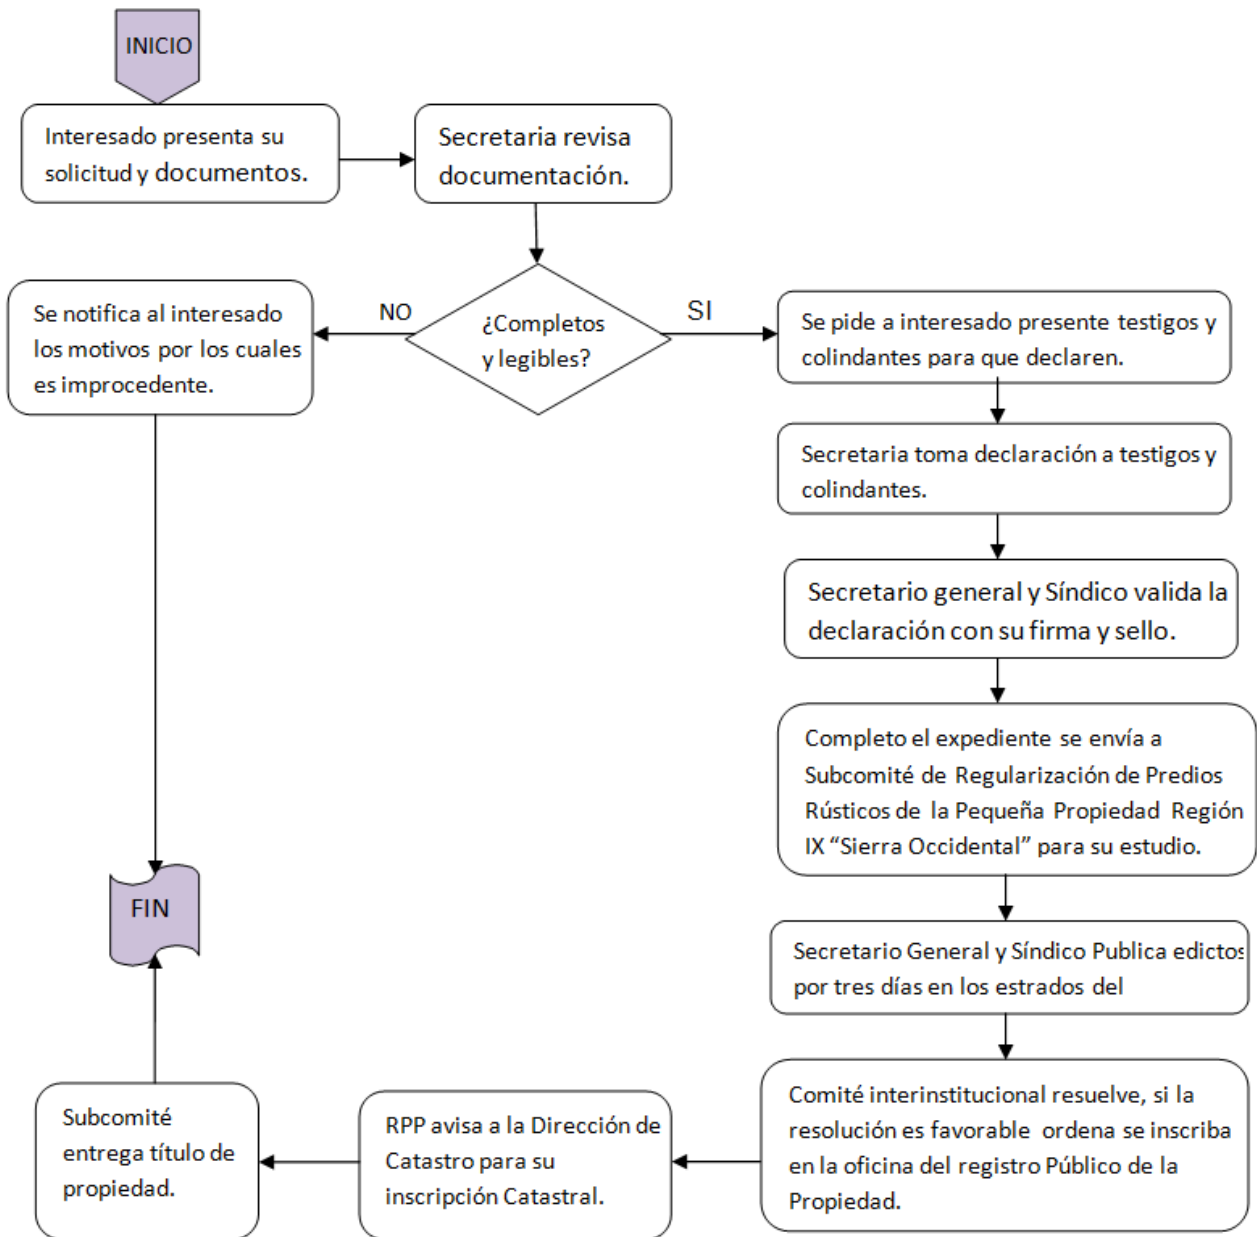 INICIO
Interesado presenta su
solicitud y documentos.
Secretaria revisa
documentación.
¿Completos
y legibles?
NO
SI
Se notifica al interesado
los motivos por los cuales
es improcedente.
Se pide a interesado presente testigos y
colindantes para que declaren.
Secretaria toma declaración a testigos y
colindantes.
Secretario general y Síndico valida la
declaración con su firma y sello.
Completo el expediente se envía a
Subcomité de Regularización de Predios
Rústicos de la Pequeña Propiedad Región
IX “Sierra Occidental” para su estudio.
Secretario General y Síndico Publica edictos
por tres días en los estrados del
Comité interinstitucional resuelve, si la
resolución es favorable ordena se inscriba
en la oficina del registro Público de la
Propiedad.
RPP avisa a la Dirección de
Catastro para su
inscripción Catastral.
Subcomité
entrega título de
propiedad.
FIN